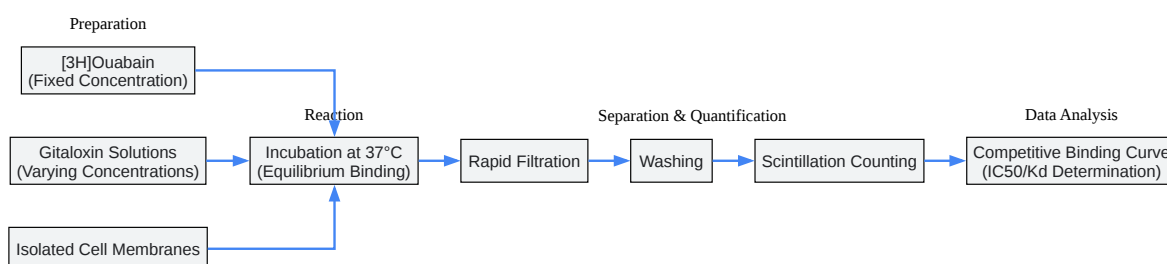 Preparation
[3H]Ouabain
(Fixed Concentration)
Reaction
Separation & Quantification
Data Analysis
Gitaloxin Solutions
(Varying Concentrations)
Incubation at 37°C
(Equilibrium Binding)
Rapid Filtration
Washing
Scintillation Counting
Competitive Binding Curve
(IC50/Kd Determination)
Isolated Cell Membranes